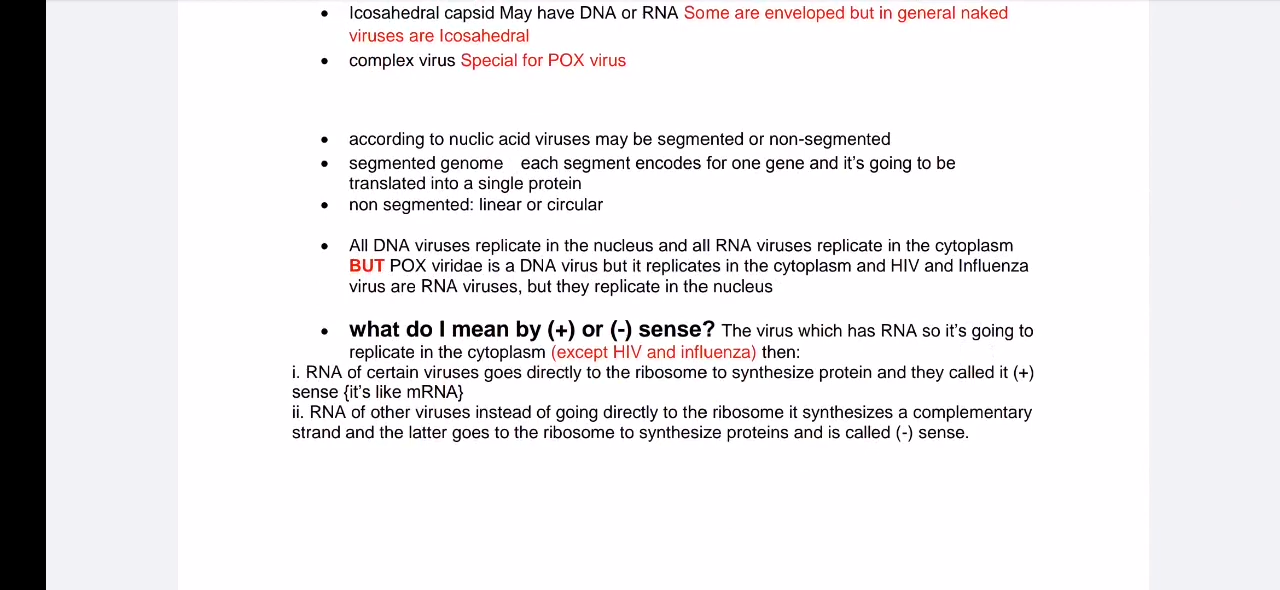 • Icosahedral capsid May have DNA or RNA Some are enveloped but in general naked
viruses are Icosahedral
• complex virus Special for POX virus
• according to nuclic acid viruses may be segmented or non-segmented
• segmented genome each segment encodes for one gene and it's going to be
translated into a single protein
• non segmented: linear or circular
• All DNA viruses replicate in the nucleus and all RNA viruses replicate in the cytoplasm
BUT POX viridae is a DNA virus but it replicates in the cytoplasm and HIV and Influenza
virus are RNA viruses, but they replicate in the nucleus
• what do I mean by (+) or (-) sense? The virus which has RNA so it's going to
replicate in the cytoplasm (except HIV and influenza) then:
i. RNA of certain viruses goes directly to the ribosome to synthesize protein and they called it (+)
sense {it's like mRNA}
ii. RNA of other viruses instead of going directly to the ribosome it synthesizes a complementary
strand and the latter goes to the ribosome to synthesize proteins and is called (-) sense.